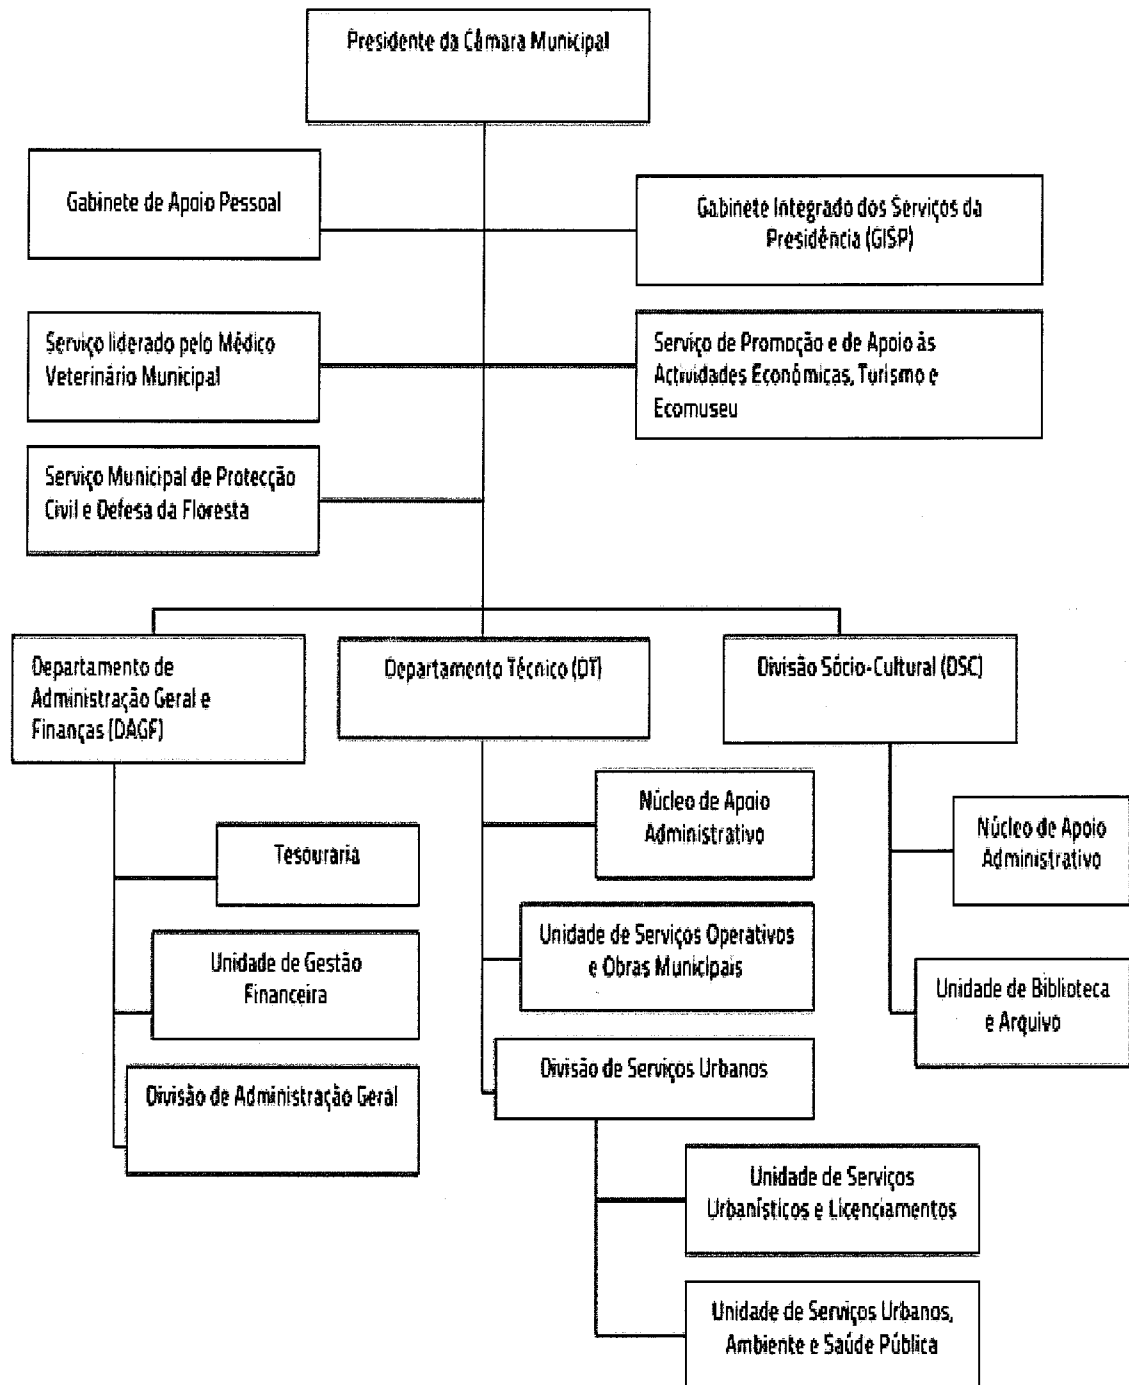 Presidente da Câmara Municipal
Gabinete de Apoio Pessoal
Gabinete Integrado dos Serviços da
Presidência (GISP)
Serviço liderado pelo Médico
Veterinário Municipal
Serviço de Promoção e de Apoio às
Actividades Económicas, Turismo e
Ecomuseu
Serviço Municipal de Protecção
Civil e Defesa da Floresta
Departamento de
Administração Geral e
Finanças (DAGF)
Departamento Técnico (DT)
Divisão Sócio-Cultural (DSC)
Tesouraria
Unidade de Gestão
Financeira
Divisão de Administração Geral
Núcleo de Apoio
Administrativo
Unidade de Serviços Operativos
e Obras Municipais
Divisão de Serviços Urbanos
Unidade de Serviços
Urbanísticos e Licenciamentos
Unidade de Serviços Urbanos,
Ambiente e Saúde Pública
Núcleo de Apoio
Administrativo
Unidade de Biblioteca
e Arquivo